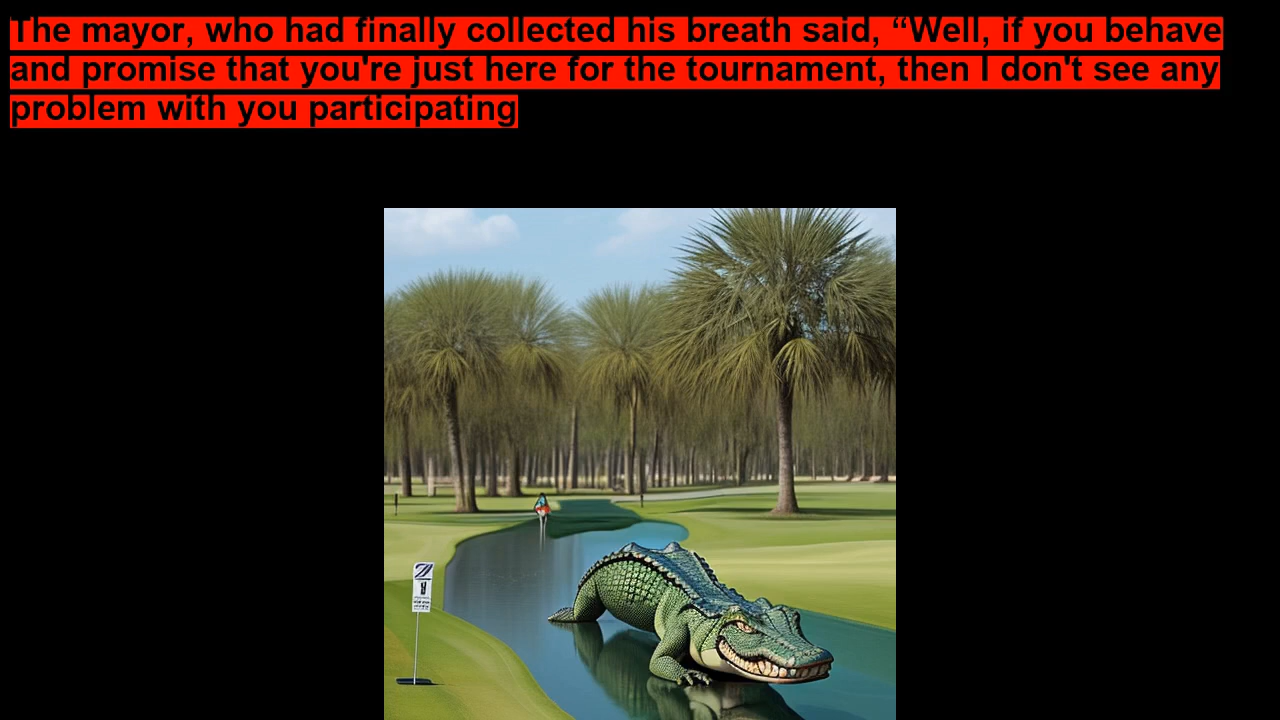 The mayor, who had finally collected his breath said, “Well, if you behave
and promise that you're just here for the tournament, then I don't see any
problem with you participating